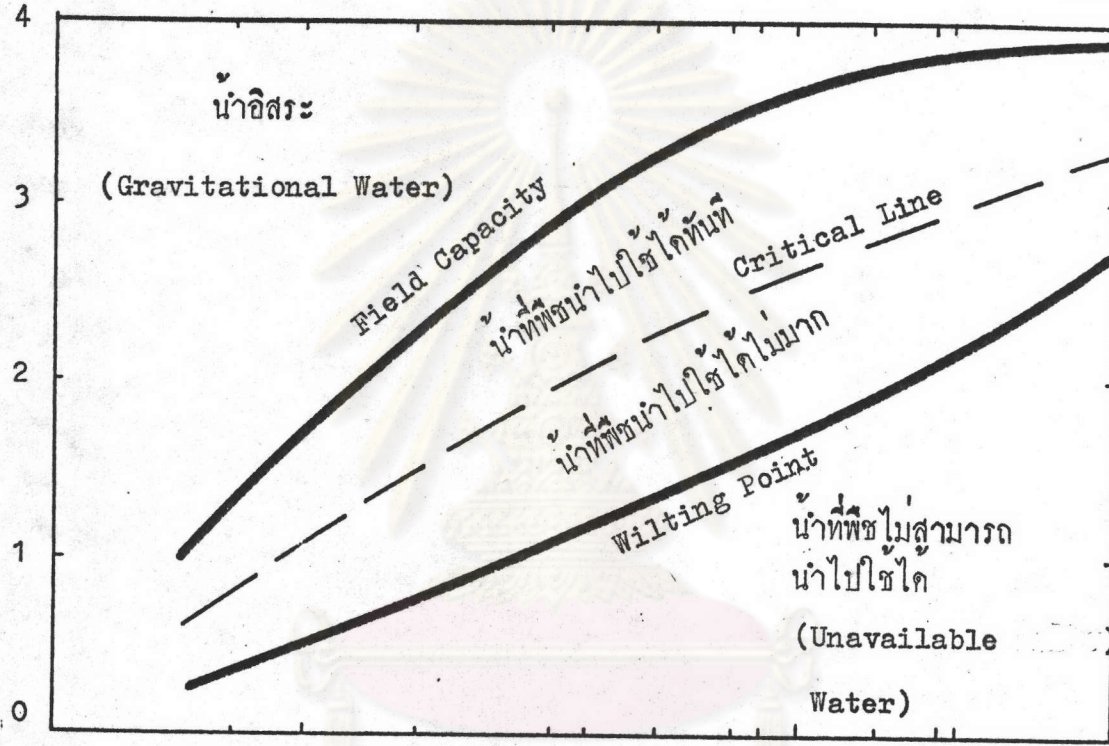 4
น้ำอิสระ
(Gravitational Water)
3
Field Capacity
น้ำที่พืชนำไปใช้ได้ทันที
Critical Line
2
น้ำที่พืชนำไปใช้ได้ไม่มาก
Wilting Point
น้ำที่พืชไม่สามารถ
นำไปใช้ได้
1
(Unavailable
Water)
0